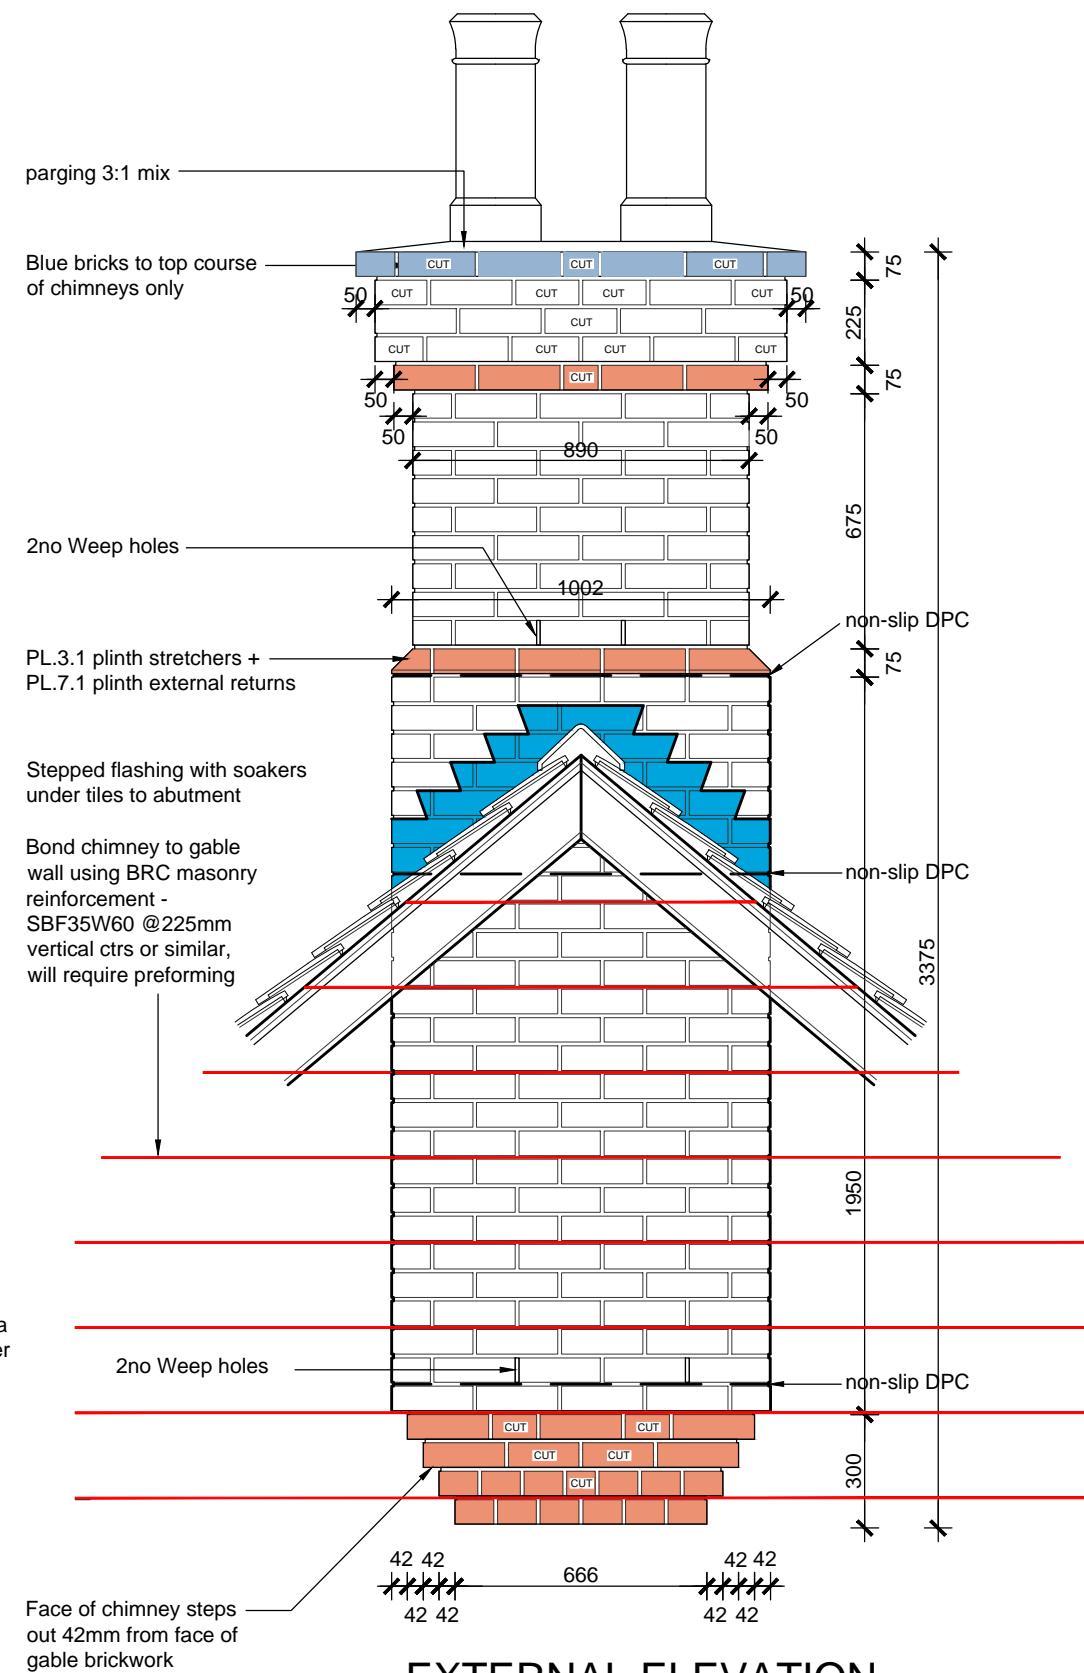 parging 3:1 mix
Blue bricks to top course
of chimneys only
CUT CUT CUT
75
50 CUT CUT CUT CUT 50
CUT
225
CUT CUT CUT CUT
CUT
75
50 50
50 50
890
675
2no Weep holes
1002
non-slip DPC
PL.3.1 plinth stretchers +
PL.7.1 plinth external returns
75
Stepped flashing with soakers
under tiles to abutment
Bond chimney to gable
wall using BRC masonry
reinforcement -
SBF35W60 @225mm
vertical ctrs or similar,
will require preforming
non-slip DPC
3375
1950
a
er
2no Weep holes
non-slip DPC
CUT CUT
CUT CUT
CUT
300
42 42 666 42 42
42 42 42 42
Face of chimney steps
out 42mm from face of
gable brickwork
EXTERNAL ELEVATION